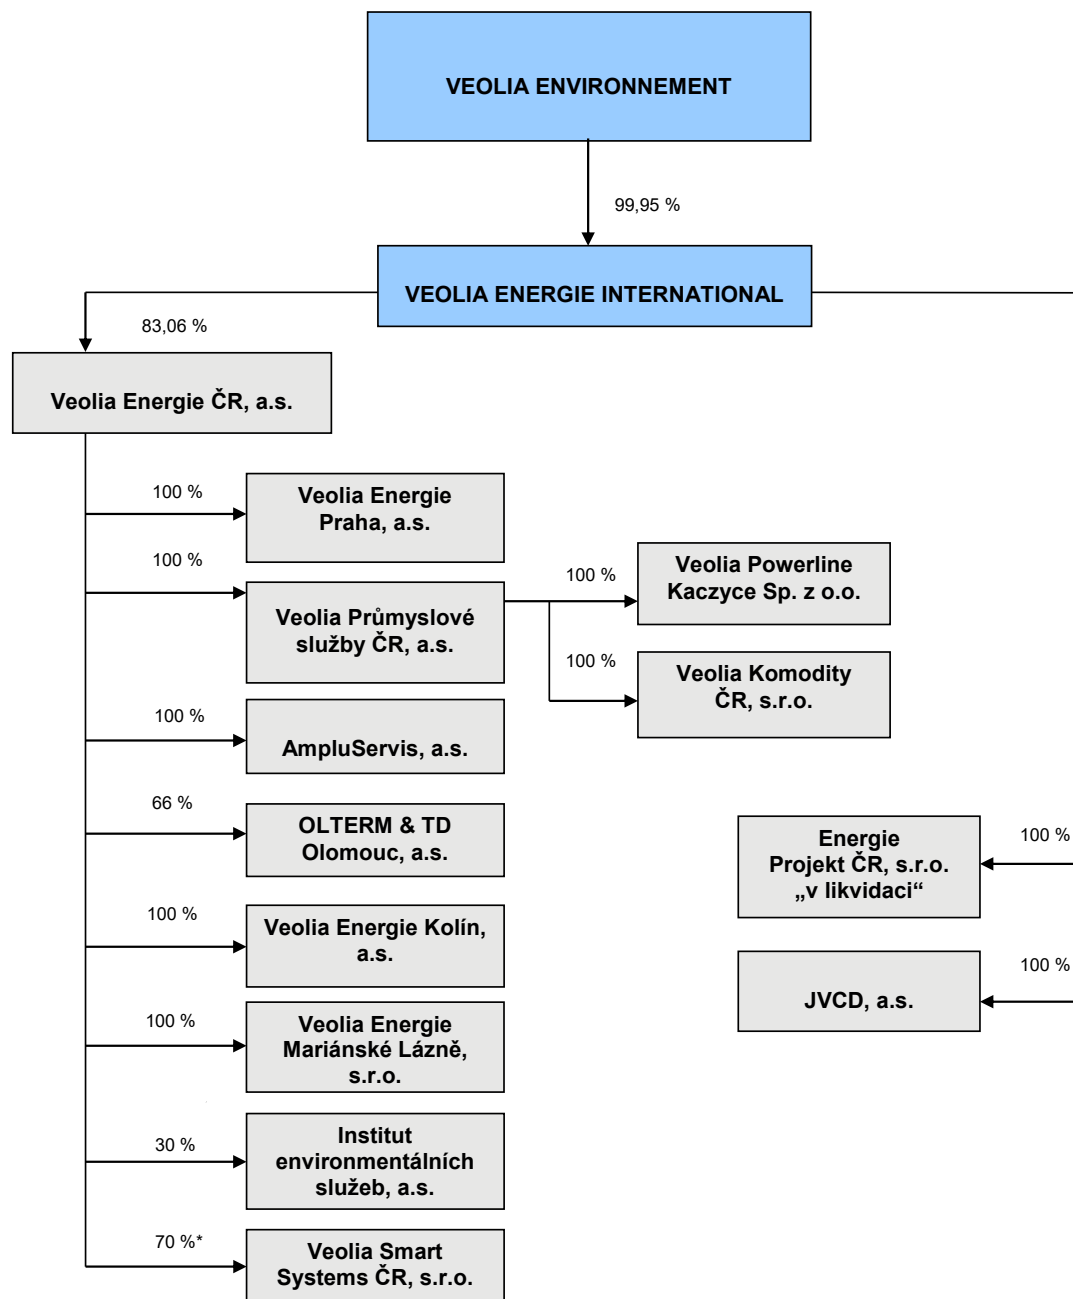 VEOLIA ENVIRONNEMENT
99,95 %
VEOLIA ENERGIE INTERNATIONAL
83,06 %
Veolia Energie ČR, a.s.
100 %
Veolia Energie
Praha, a.s.
100 %
Veolia Průmyslové
služby ČR, a.s.
100 %
Veolia Powerline
Kaczyce Sp. z o.o.
100 %
Veolia Komodity
ČR, s.r.o.
100 %
AmpluServis, a.s.
66 %
OLTERM & TD
Olomouc, a.s.
100 %
Energie
Projekt ČR, s.r.o.
„v likvidaci“
100 %
Veolia Energie Kolín,
a.s.
100 %
JVCD, a.s.
100 %
Veolia Energie
Mariánské Lázně,
s.r.o.
30 %
Institut
environmentálních
služeb, a.s.
70 %*
Veolia Smart
Systems ČR, s.r.o.